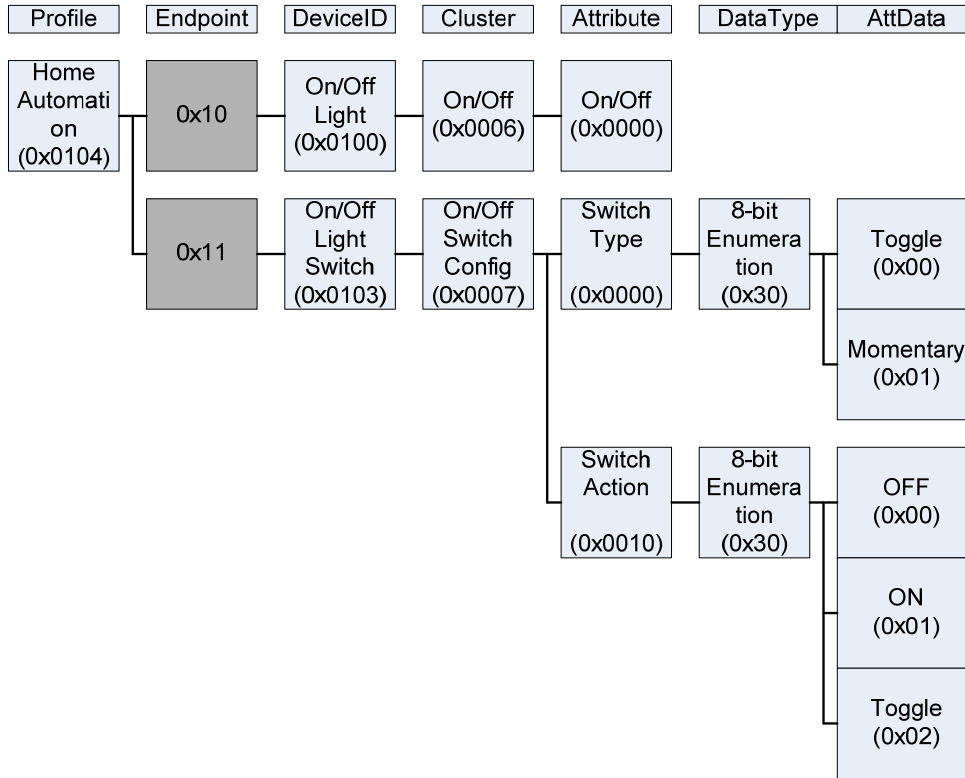 Profile
Endpoint
DeviceID
Cluster
Attribute
DataType
AttData
Home
Automati
on
(0x0104)
0x10
On/Off
Light
(0x0100)
On/Off
(0x0006)
On/Off
(0x0000)
0x11
On/Off
Light
Switch
(0x0103)
On/Off
Switch
Config
(0x0007)
Switch
Type
(0x0000)
8-bit
Enumera
tion
(0x30)
Toggle
(0x00)
Momentary
(0x01)
Switch
Action
(0x0010)
8-bit
Enumera
tion
(0x30)
OFF
(0x00)
ON
(0x01)
Toggle
(0x02)